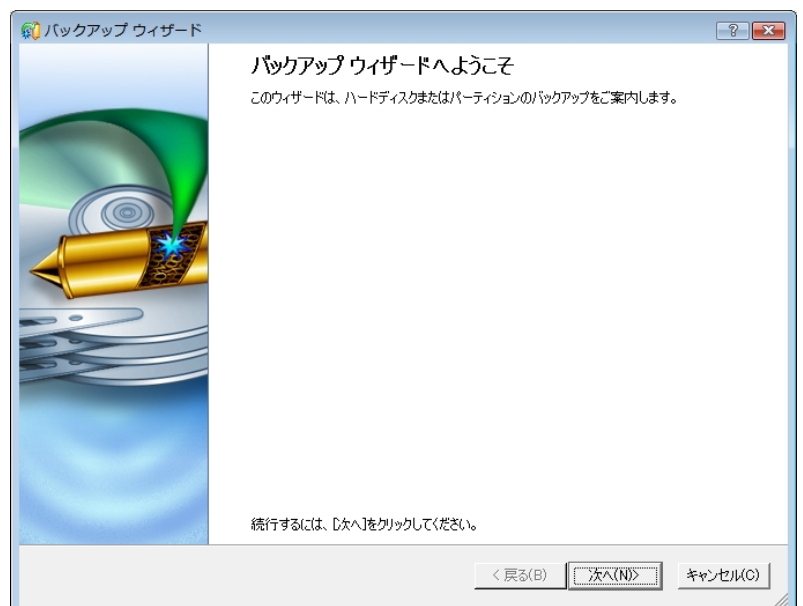 バックアップ ウィザード
バックアップ ウィザードへようこそ
このウィザードは、ハードディスクまたはパーティションのバックアップをご案内します。
続行するには、[次へ]をクリックしてください。
< 戻る(B) 次へ(N)> キャンセル(C)